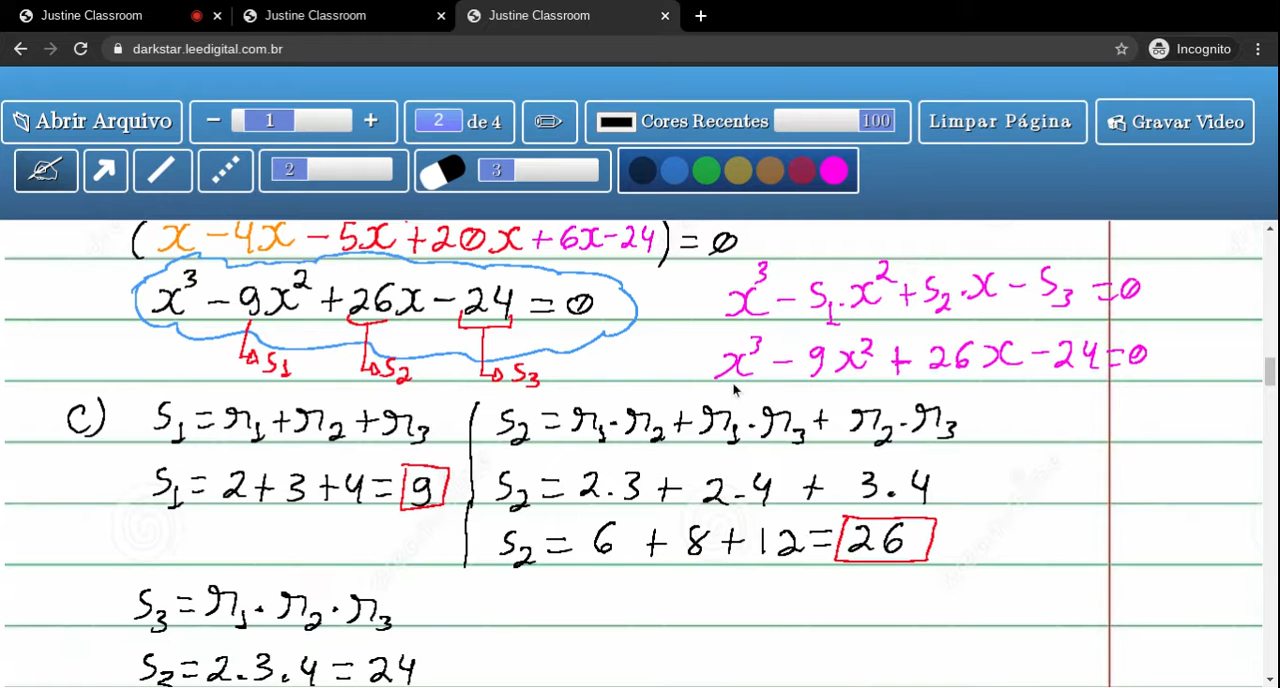 Justine Classroom
Justine Classroom
Justine Classroom
darkstar.leedigital.com.br
Incognito
Abrir Arquivo
− 1 +
2 de 4
Cores Recentes 100
Limpar Página
Gravar Video
2
3
(x − 4x − 5x + 20x + 6x − 24) = 0
x³ − 9x² + 26x − 24 = 0
S₁ S₂ S₃
x³ − S₁·x² + S₂·x − S₃ = 0
x³ − 9x² + 26x − 24 = 0
c) S₁ = r₁ + r₂ + r₃
S₁ = 2 + 3 + 4 = 9
S₂ = r₁·r₂ + r₁·r₃ + r₂·r₃
S₂ = 2.3 + 2.4 + 3.4
S₂ = 6 + 8 + 12 = 26
S₃ = r₁·r₂·r₃
S₃ = 2.3.4 = 24